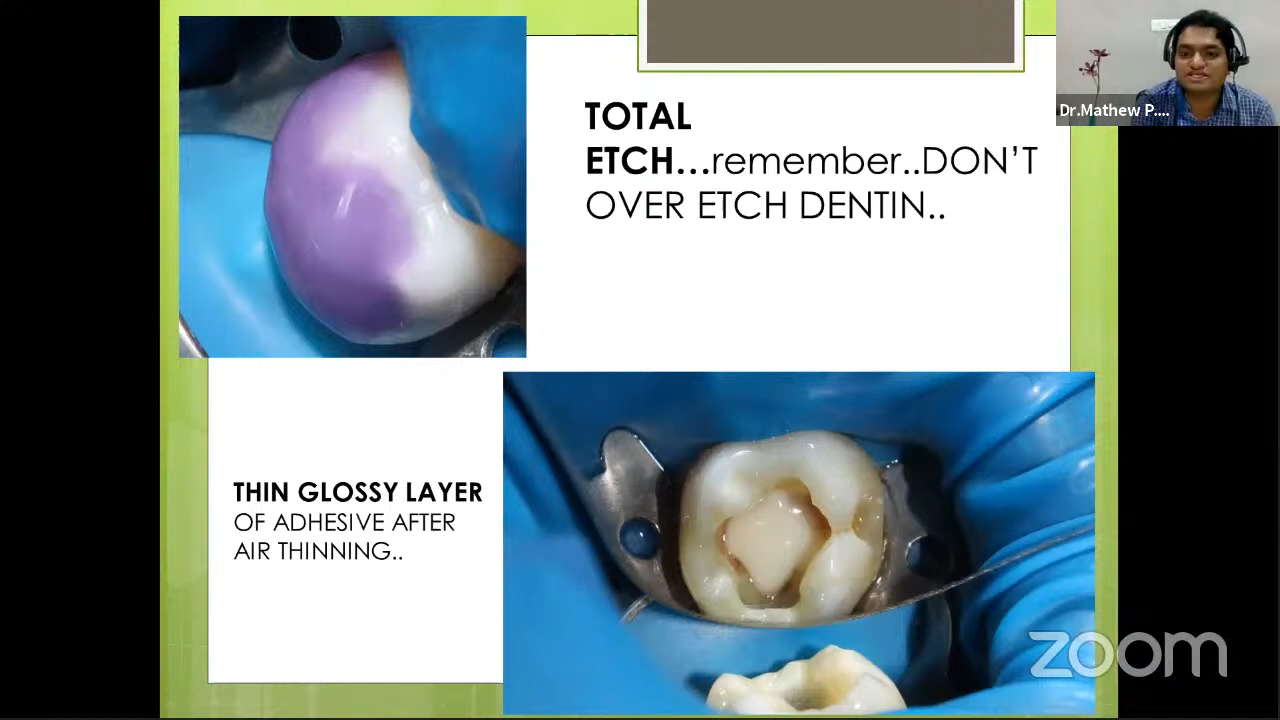 TOTAL
ETCH...remember..DON'T
OVER ETCH DENTIN..
Dr.Mathew P....
THIN GLOSSY LAYER
OF ADHESIVE AFTER
AIR THINNING..
zoom